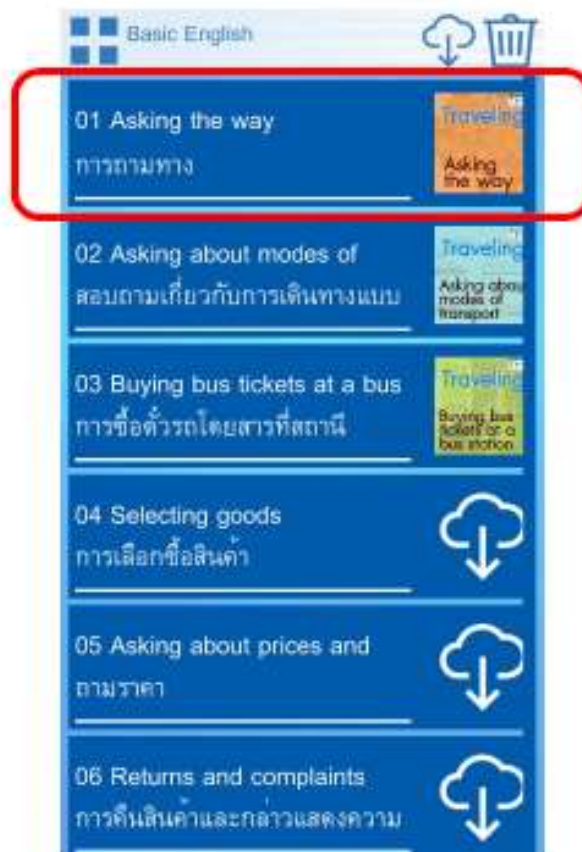 Basic English
01 Asking the way
การถามทาง
Traveling
Asking
the way
02 Asking about modes of
สอบถามเกี่ยวกับการเดินทางแบบ
Traveling
Asking abou
modes of
transport
03 Buying bus tickets at a bus
การซื้อตั๋วรถโดยสารที่สถานี
Traveling
Buying bus
tickets at a
bus station
04 Selecting goods
การเลือกซื้อสินค้า
05 Asking about prices and
ถามราคา
06 Returns and complaints
การคืนสินค้าและกล่าวแสดงความ